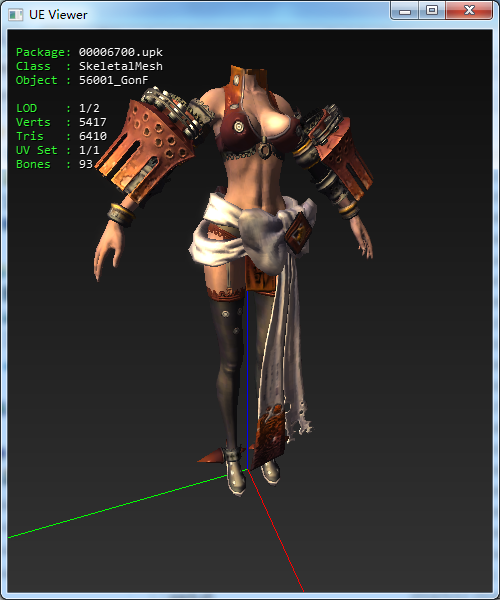 UE Viewer
Package: 00006700.upk
Class : SkeletalMesh
Object : 56001_GonF
LOD : 1/2
Verts : 5417
Tris : 6410
UV Set : 1/1
Bones : 93